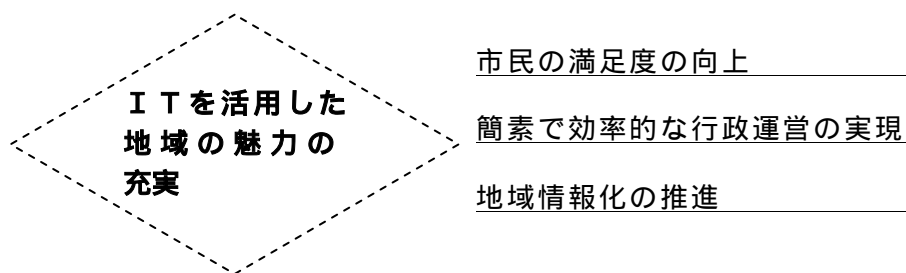 ＩＴを活用した
地域の魅力の
充実
市民の満足度の向上
簡素で効率的な行政運営の実現
地域情報化の推進